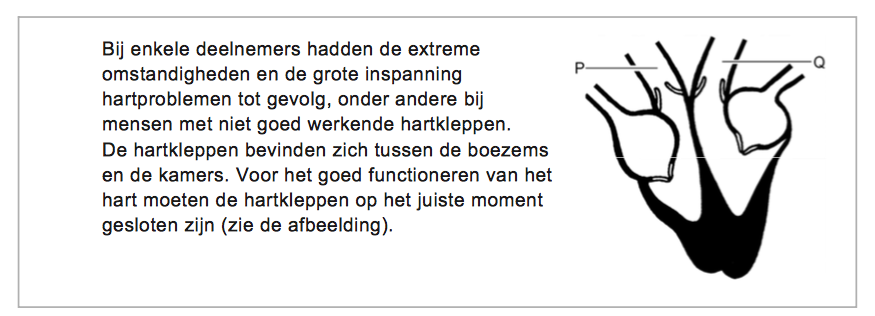 Bij enkele deelnemers hadden de extreme
omstandigheden en de grote inspanning
hartproblemen tot gevolg, onder andere bij
mensen met niet goed werkende hartkleppen.
De hartkleppen bevinden zich tussen de boezems
en de kamers. Voor het goed functioneren van het
hart moeten de hartkleppen op het juiste moment
gesloten zijn (zie de afbeelding).
P
Q